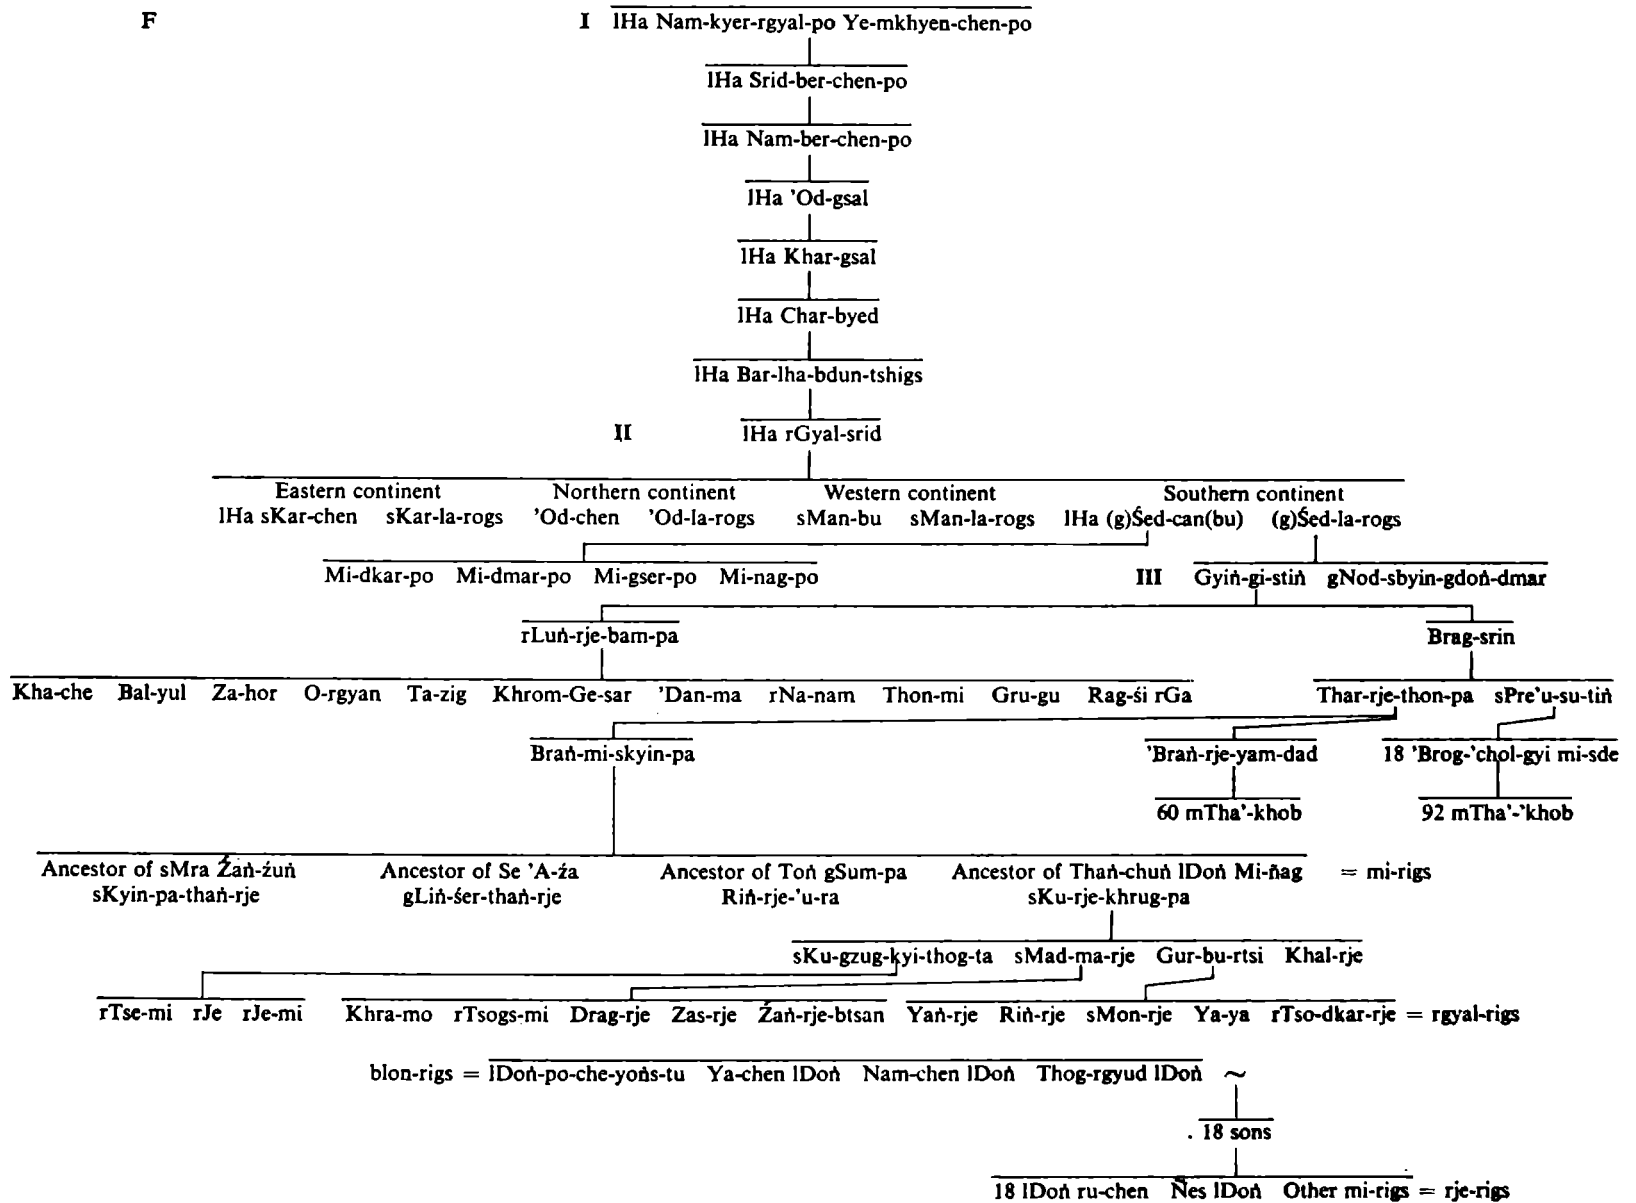 F I lHa Nam-kyer-rgyal-po Ye-mkhyen-chen-po
lHa Srid-ber-chen-po
lHa Nam-ber-chen-po
lHa ’Od-gsal
lHa Khar-gsal
lHa Char-byed
lHa Bar-lha-bdun-tshigs
II lHa rGyal-srid
Eastern continent Northern continent Western continent Southern continent
lHa sKar-chen sKar-la-rogs ’Od-chen ’Od-la-rogs sMan-bu sMan-la-rogs lHa (g)Śed-can(bu) (g)Śed-la-rogs
Mi-dkar-po Mi-dmar-po Mi-gser-po Mi-nag-po III Gyiṅ-gi-stiṅ gNod-sbyin-gdoṅ-dmar
rLuṅ-rje-bam-pa Brag-srin
Kha-che Bal-yul Za-hor O-rgyan Ta-zig Khrom-Ge-sar ’Dan-ma rNa-nam Thon-mi Gru-gu Rag-śi rGa Thar-rje-thon-pa sPre’u-su-tiṅ
Braṅ-mi-skyin-pa ’Braṅ-rje-yam-dad 18 ’Brog-’chol-gyi mi-sde
60 mTha’-khob 92 mTha’-’khob
Ancestor of sMra Źaṅ-źuṅ Ancestor of Se ’A-źa Ancestor of Toṅ gSum-pa Ancestor of Thaṅ-chuṅ lDoṅ Mi-ñag = mi-rigs
sKyin-pa-thaṅ-rje gLiṅ-śer-thaṅ-rje Riṅ-rje-’u-ra sKu-rje-khrug-pa
sKu-gzug-kyi-thog-ta sMad-ma-rje Gur-bu-rtsi Khal-rje
rTse-mi rJe rJe-mi Khra-mo rTsogs-mi Drag-rje Zas-rje Źaṅ-rje-btsan Yaṅ-rje Riṅ-rje sMon-rje Ya-ya rTso-dkar-rje = rgyal-rigs
blon-rigs = lDoṅ-po-che-yoṅs-tu Ya-chen lDoṅ Nam-chen lDoṅ Thog-rgyud lDoṅ ~
. 18 sons
18 lDoṅ ru-chen Ñes lDoṅ Other mi-rigs = rje-rigs